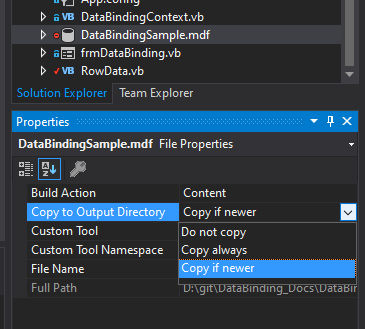 App.config
VB DataBindingContext.vb
DataBindingSample.mdf
frmDataBinding.vb
VB RowData.vb
Solution Explorer Team Explorer
Properties
DataBindingSample.mdf File Properties
Build Action Content
Copy to Output Directory Copy if newer
Custom Tool Do not copy
Custom Tool Namespace Copy always
File Name Copy if newer
Full Path D:\git\DataBinding_Docs\DataBin